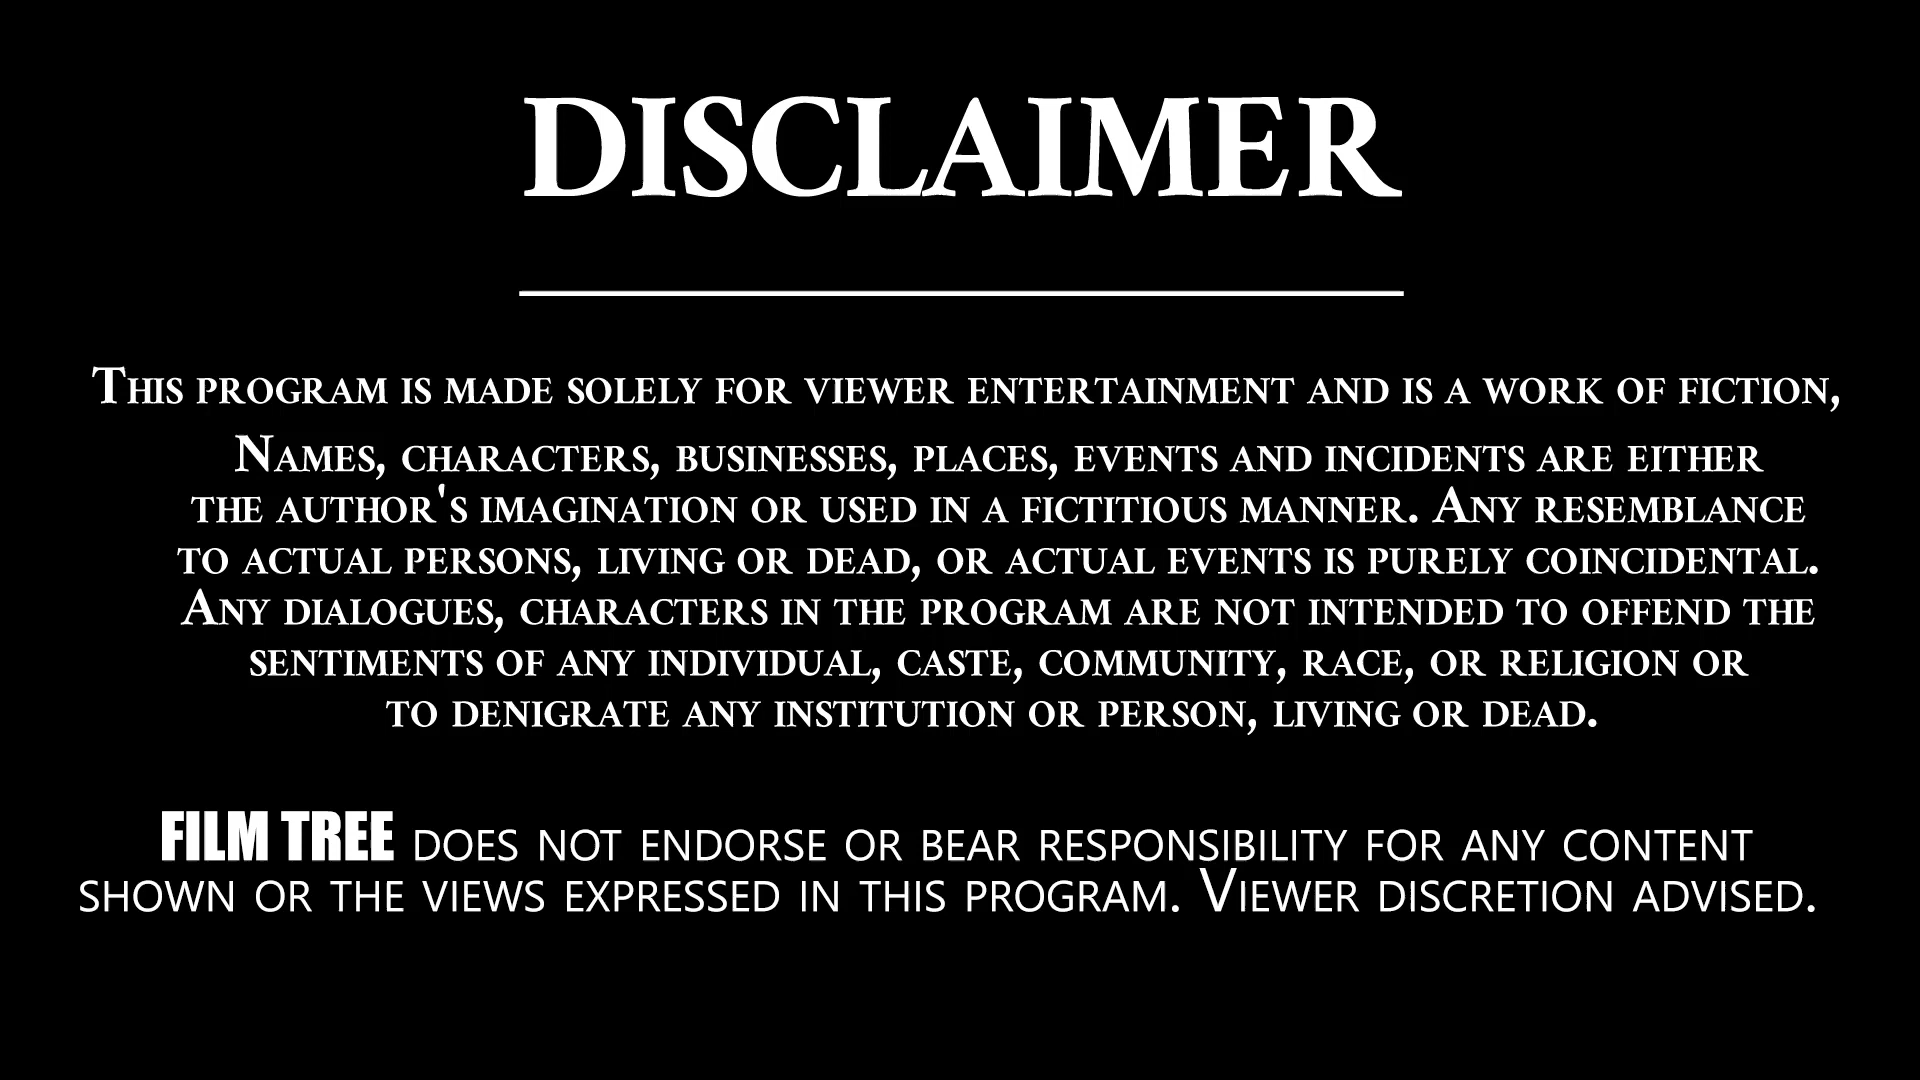 DISCLAIMER
This program is made solely for viewer entertainment and is a work of fiction,
Names, characters, businesses, places, events and incidents are either
the author's imagination or used in a fictitious manner. Any resemblance
to actual persons, living or dead, or actual events is purely coincidental.
Any dialogues, characters in the program are not intended to offend the
sentiments of any individual, caste, community, race, or religion or
to denigrate any institution or person, living or dead.
FILM TREE does not endorse or bear responsibility for any content
shown or the views expressed in this program. Viewer discretion advised.